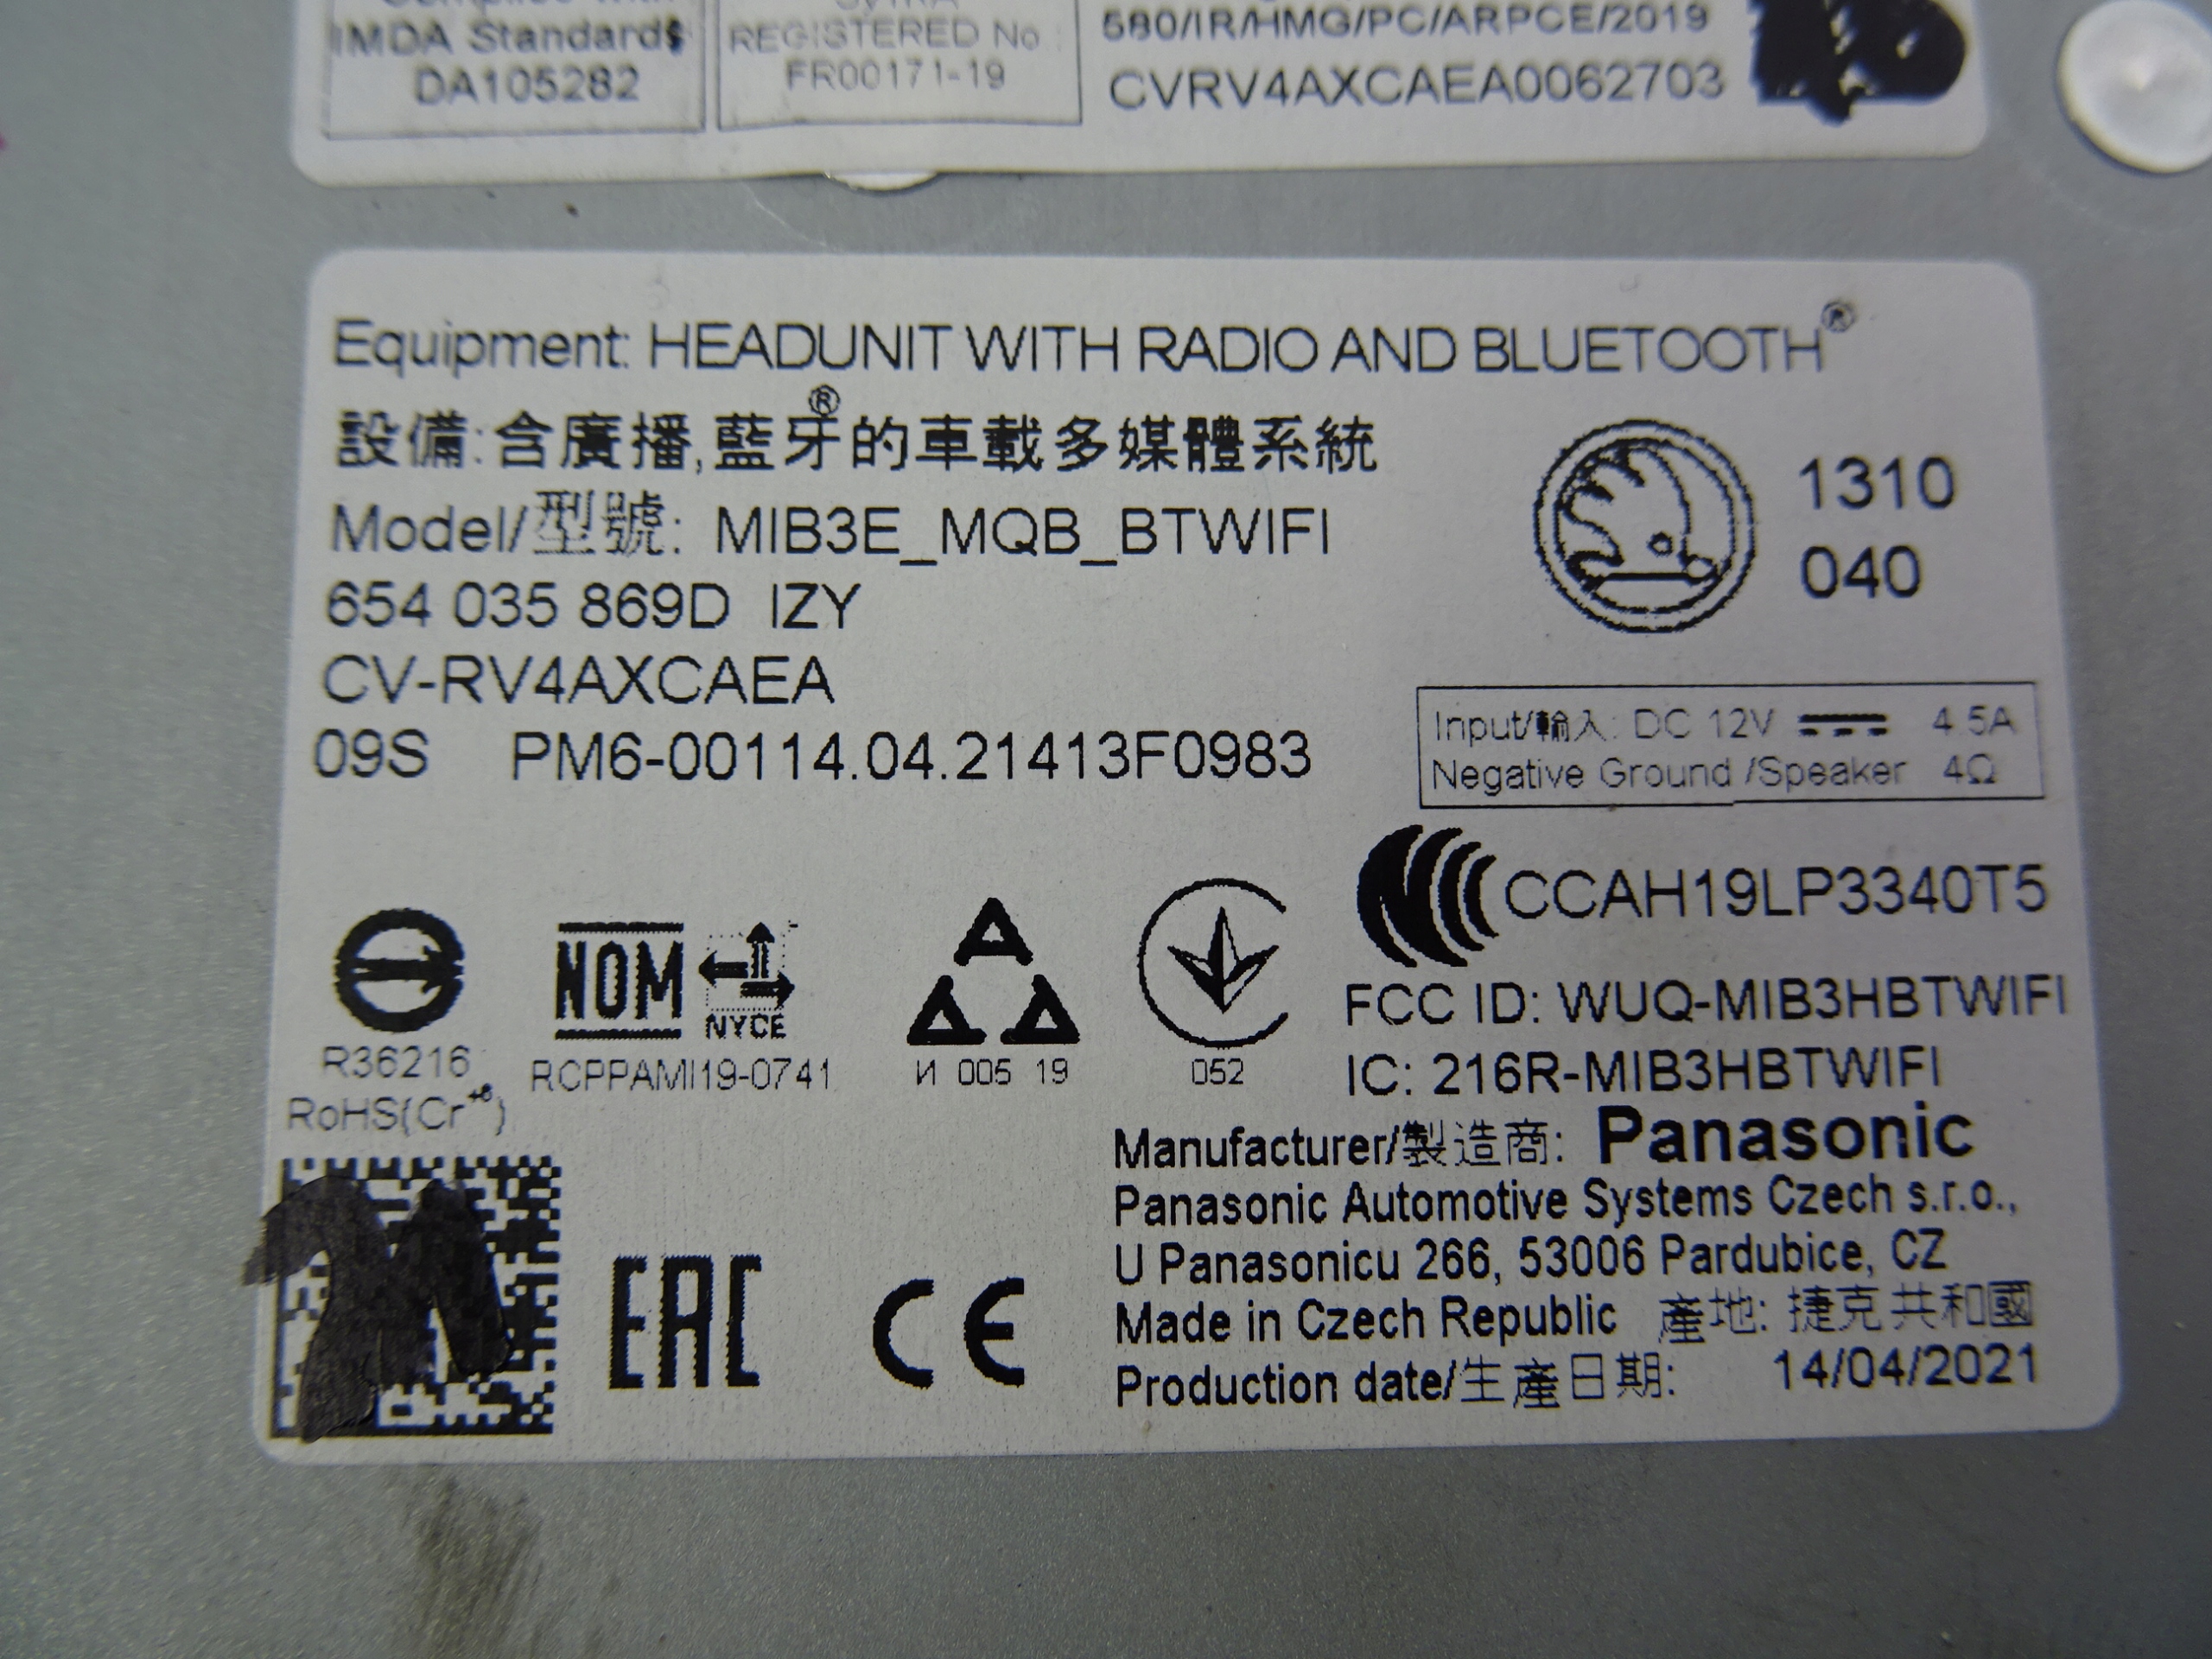 IMDA Standards
DA105282
REGISTERED No :
FR00171-19
580/IR/HMG/PC/ARPCE/2019
CVRV4AXCAEA0062703
Equipment: HEADUNIT WITH RADIO AND BLUETOOTH®
設備:含廣播,藍牙®的車載多媒體系統
Model/型號: MIB3E_MQB_BTWIFI
654 035 869D IZY
CV-RV4AXCAEA
09S PM6-00114.04.21413F0983
1310
040
Input/輸入: DC 12V 4.5A
Negative Ground /Speaker 4Ω
CCAH19LP3340T5
FCC ID: WUQ-MIB3HBTWIFI
IC: 216R-MIB3HBTWIFI
R36216
RoHS(Cr+6)
NOM
NYCE
RCPPAMI19-0741
И 005 19
052
Manufacturer/製造商: Panasonic
Panasonic Automotive Systems Czech s.r.o.,
U Panasonicu 266, 53006 Pardubice, CZ
Made in Czech Republic 產地: 捷克共和國
Production date/生產日期: 14/04/2021
EAC
CE